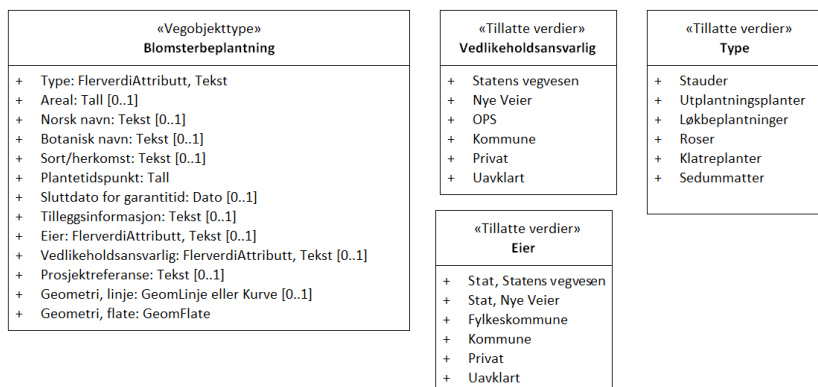 «Vegobjekttype»
Blomsterbeplantning
+ Type: FlerverdiAttributt, Tekst
+ Areal: Tall [0..1]
+ Norsk navn: Tekst [0..1]
+ Botanisk navn: Tekst [0..1]
+ Sort/herkomst: Tekst [0..1]
+ Plantetidspunkt: Tall
+ Sluttdato for garantitid: Dato [0..1]
+ Tilleggsinformasjon: Tekst [0..1]
+ Eier: FlerverdiAttributt, Tekst [0..1]
+ Vedlikeholdsansvarlig: FlerverdiAttributt, Tekst [0..1]
+ Prosjektreferanse: Tekst [0..1]
+ Geometri, linje: GeomLinje eller Kurve [0..1]
+ Geometri, flate: GeomFlate
«Tillatte verdier»
Vedlikeholdsansvarlig
+ Statens vegvesen
+ Nye Veier
+ OPS
+ Kommune
+ Privat
+ Uavklart
«Tillatte verdier»
Type
+ Stauder
+ Utplantningsplanter
+ Løkbeplantninger
+ Roser
+ Klatreplanter
+ Sedummatter
«Tillatte verdier»
Eier
+ Stat, Statens vegvesen
+ Stat, Nye Veier
+ Fylkeskommune
+ Kommune
+ Privat
+ Uavklart